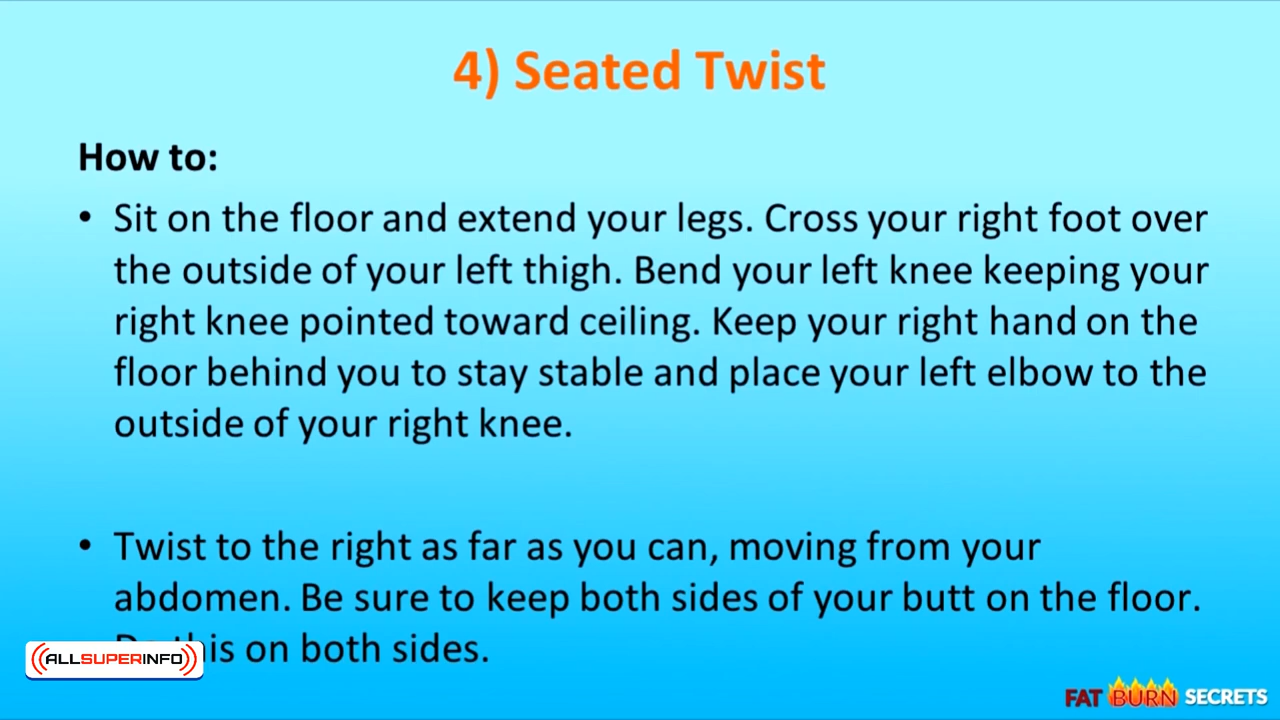 4) Seated Twist
How to:
• Sit on the floor and extend your legs. Cross your right foot over
the outside of your left thigh. Bend your left knee keeping your
right knee pointed toward ceiling. Keep your right hand on the
floor behind you to stay stable and place your left elbow to the
outside of your right knee.
• Twist to the right as far as you can, moving from your
abdomen. Be sure to keep both sides of your butt on the floor.
Do this on both sides.
ALLSUPERINFO
FAT BURN SECRETS